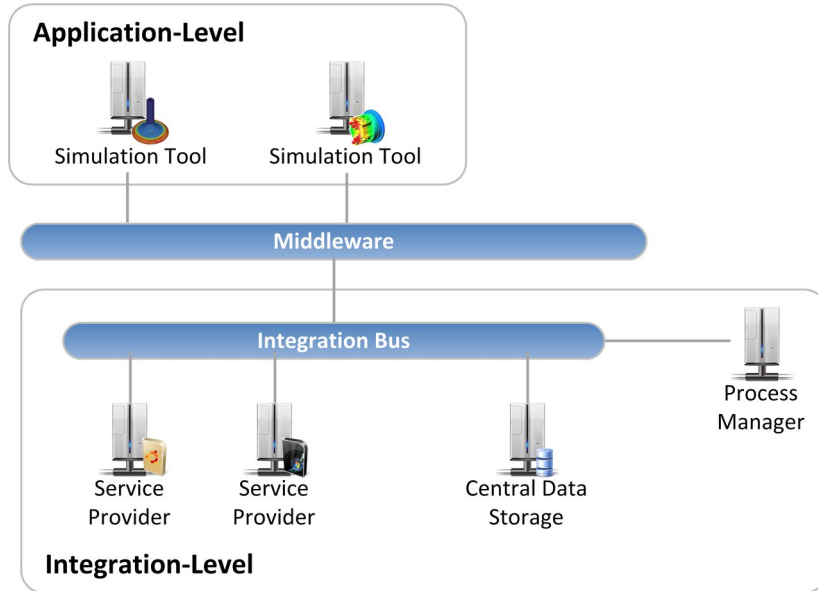 Application-Level
Simulation Tool
Simulation Tool
Middleware
Integration Bus
Process
Manager
Service
Provider
Service
Provider
Central Data
Storage
Integration-Level